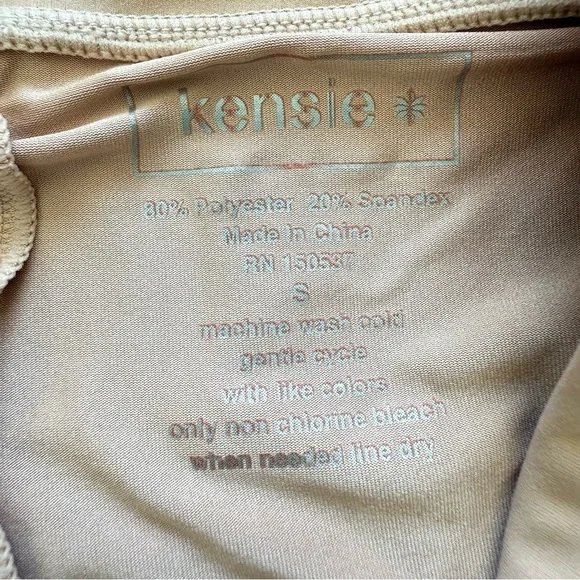 kensie
80% Polyester 20% Spandex
Made In China
RN 150537
S
machine wash cold
gentle cycle
with like colors
only non chlorine bleach
when needed line dry